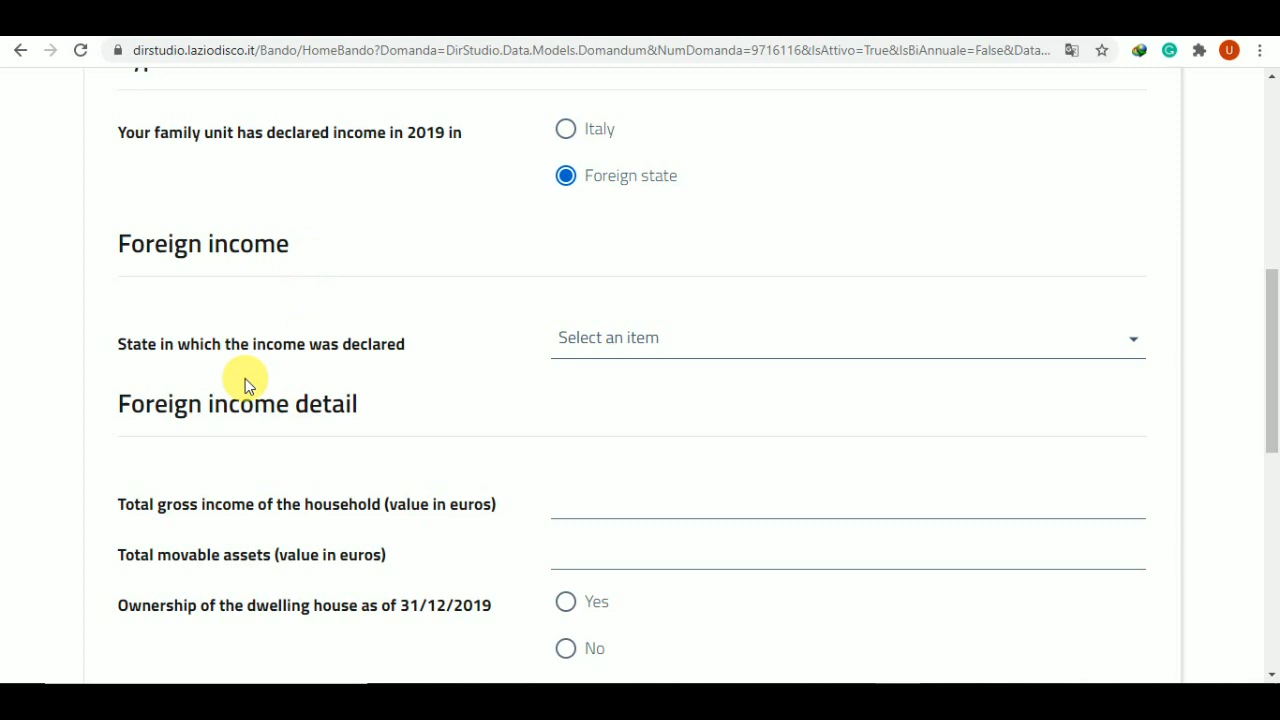 dirstudio.laziodisco.it/Bando/HomeBando?Domanda=DirStudio.Data.Models.Domandum&NumDomanda=9716116&IsAttivo=True&IsBiAnnuale=False&Data...
U
Your family unit has declared income in 2019 in
Italy
Foreign state
Foreign income
State in which the income was declared
Select an item
Foreign income detail
Total gross income of the household (value in euros)
Total movable assets (value in euros)
Ownership of the dwelling house as of 31/12/2019
Yes
No